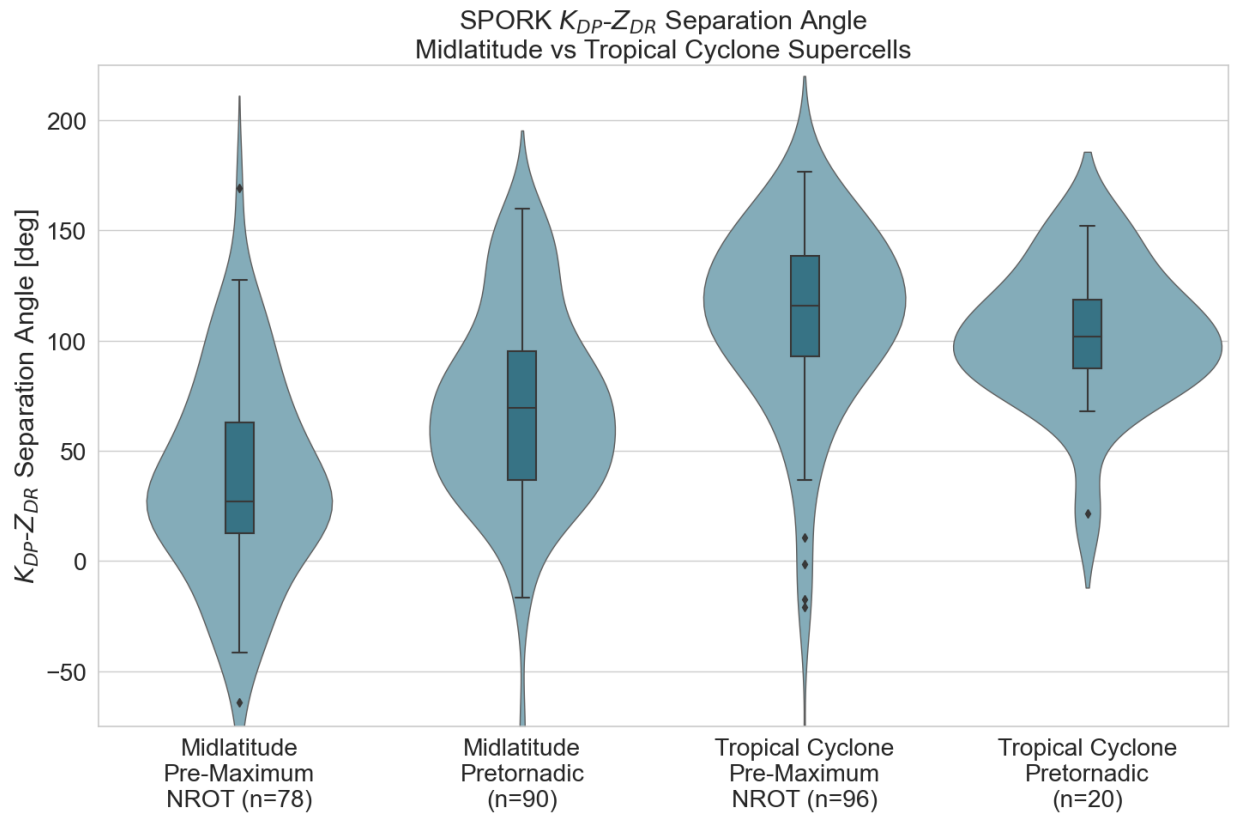 SPORK K_DP-Z_DR Separation Angle
Midlatitude vs Tropical Cyclone Supercells
K_DP-Z_DR Separation Angle [deg]
200
150
100
50
0
−50
Midlatitude
Pre-Maximum
NROT (n=78)
Midlatitude
Pretornadic
(n=90)
Tropical Cyclone
Pre-Maximum
NROT (n=96)
Tropical Cyclone
Pretornadic
(n=20)